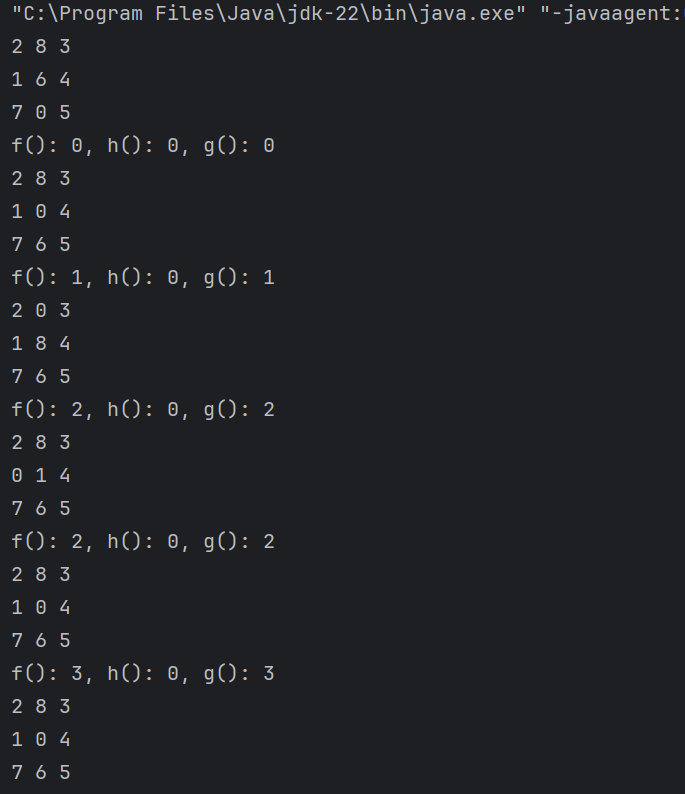 "C:\Program Files\Java\jdk-22\bin\java.exe" "-javaagent:
2 8 3
1 6 4
7 0 5
f(): 0, h(): 0, g(): 0
2 8 3
1 0 4
7 6 5
f(): 1, h(): 0, g(): 1
2 0 3
1 8 4
7 6 5
f(): 2, h(): 0, g(): 2
2 8 3
0 1 4
7 6 5
f(): 2, h(): 0, g(): 2
2 8 3
1 0 4
7 6 5
f(): 3, h(): 0, g(): 3
2 8 3
1 0 4
7 6 5